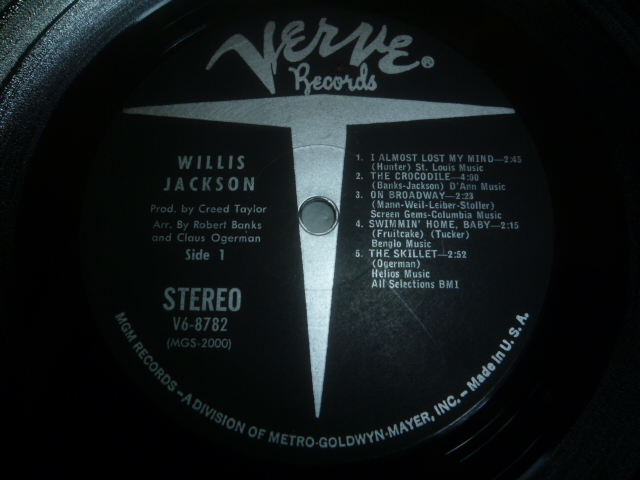 VERVE®
Records
WILLIS
JACKSON
Prod. by Creed Taylor
Arr. By Robert Banks
and Claus Ogerman
Side 1
STEREO
V6-8782
(MGS-2000)
1. I ALMOST LOST MY MIND—2:45
(Hunter) St. Louis Music
2. THE CROCODILE—4:00
(Banks-Jackson) D'Ann Music
3. ON BROADWAY—2:23
(Mann-Weil-Leiber-Stoller)
Screen Gems-Columbia Music
4. SWIMMIN' HOME, BABY—2:15
(Fruitcake) (Tucker)
Benglo Music
5. THE SKILLET—2:52
(Ogerman)
Helios Music
All Selections BMI
MGM RECORDS – A DIVISION OF METRO-GOLDWYN-MAYER, INC. – Made in U.S.A.